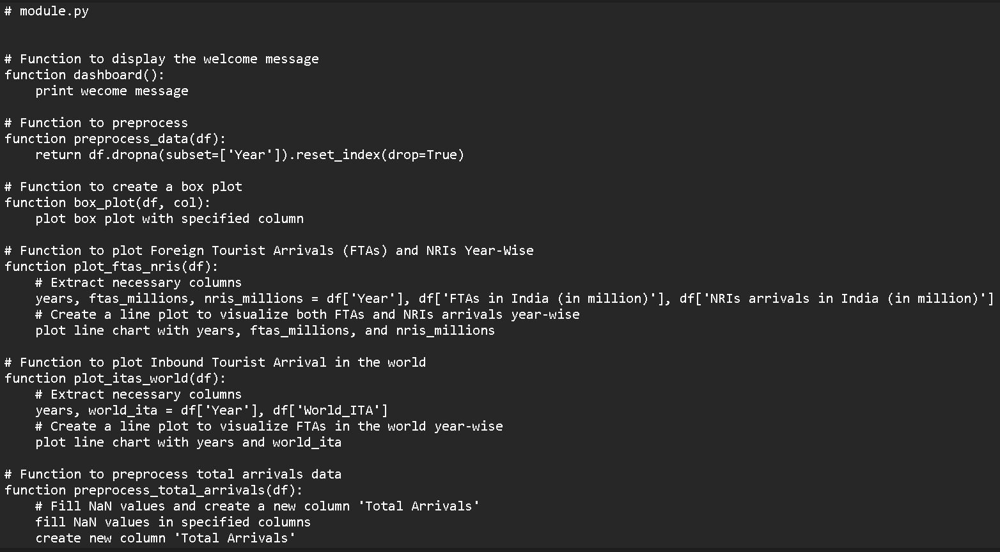 # module.py
# Function to display the welcome message
function dashboard():
    print wecome message
# Function to preprocess
function preprocess_data(df):
    return df.dropna(subset=['Year']).reset_index(drop=True)
# Function to create a box plot
function box_plot(df, col):
    plot box plot with specified column
# Function to plot Foreign Tourist Arrivals (FTAs) and NRIs Year-Wise
function plot_ftas_nris(df):
    # Extract necessary columns
    years, ftas_millions, nris_millions = df['Year'], df['FTAs in India (in million)'], df['NRIs arrivals in India (in million)']
    # Create a line plot to visualize both FTAs and NRIs arrivals year-wise
    plot line chart with years, ftas_millions, and nris_millions
# Function to plot Inbound Tourist Arrival in the world
function plot_itas_world(df):
    # Extract necessary columns
    years, world_ita = df['Year'], df['World_ITA']
    # Create a line plot to visualize FTAs in the world year-wise
    plot line chart with years and world_ita
# Function to preprocess total arrivals data
function preprocess_total_arrivals(df):
    # Fill NaN values and create a new column 'Total Arrivals'
    fill NaN values in specified columns
    create new column 'Total Arrivals'